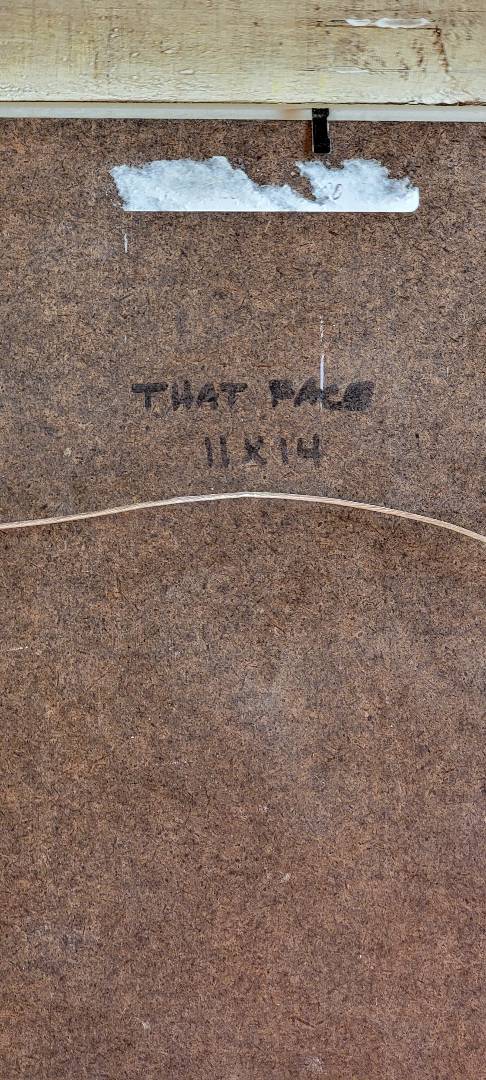 THAT FACE
11 X 14